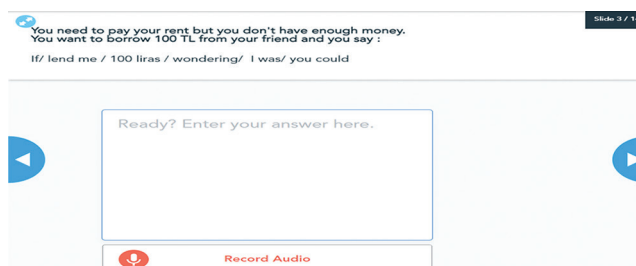 Slide 3 / 1
You need to pay your rent but you don't have enough money.
You want to borrow 100 TL from your friend and you say :
If/ lend me / 100 liras / wondering/ I was/ you could
Ready? Enter your answer here.
Record Audio